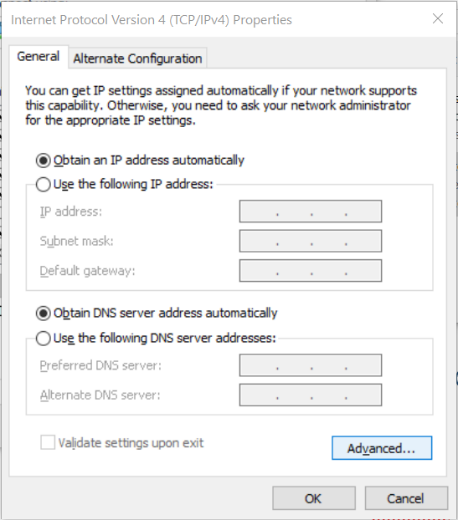 Internet Protocol Version 4 (TCP/IPv4) Properties
General
Alternate Configuration
You can get IP settings assigned automatically if your network supports
this capability. Otherwise, you need to ask your network administrator
for the appropriate IP settings.
Obtain an IP address automatically
Use the following IP address:
IP address:
Subnet mask:
Default gateway:
Obtain DNS server address automatically
Use the following DNS server addresses:
Preferred DNS server:
Alternate DNS server:
Validate settings upon exit
Advanced...
OK
Cancel